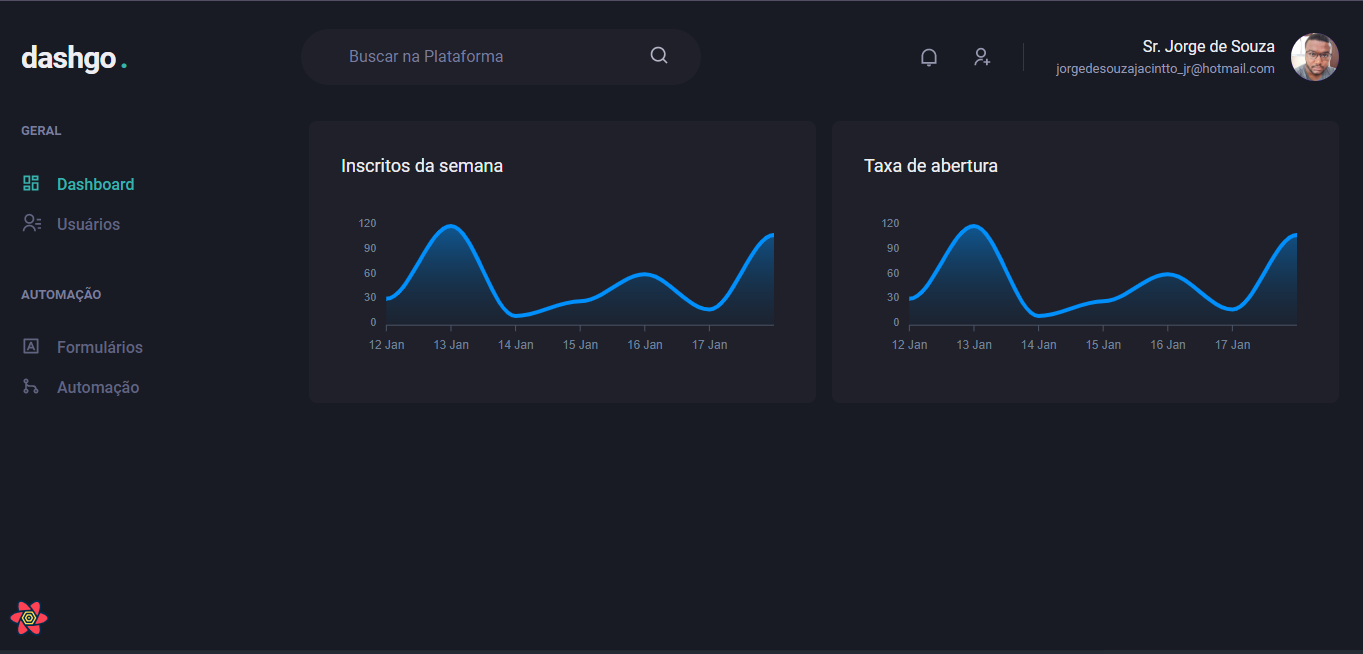 dashgo.
Buscar na Plataforma
Sr. Jorge de Souza
jorgedesouzajacintto_jr@hotmail.com
GERAL
Dashboard
Usuários
AUTOMAÇÃO
Formulários
Automação
Inscritos da semana
120
90
60
30
0
12 Jan 13 Jan 14 Jan 15 Jan 16 Jan 17 Jan
Taxa de abertura
120
90
60
30
0
12 Jan 13 Jan 14 Jan 15 Jan 16 Jan 17 Jan